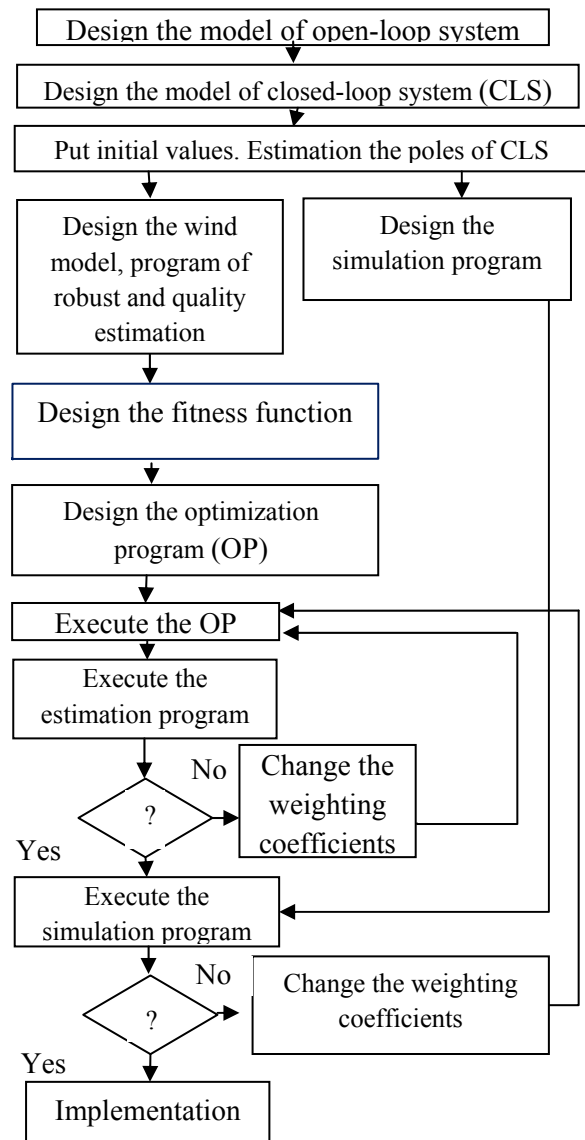 Design the model of open-loop system
Design the model of closed-loop system (CLS)
Put initial values. Estimation the poles of CLS
Design the wind
model, program of
robust and quality
estimation
Design the
simulation program
Design the fitness function
Design the optimization
program (OP)
Execute the OP
Execute the
estimation program
No
Change the
weighting
coefficients
?
Yes
Execute the
simulation program
No
Change the weighting
coefficients
?
Yes
Implementation